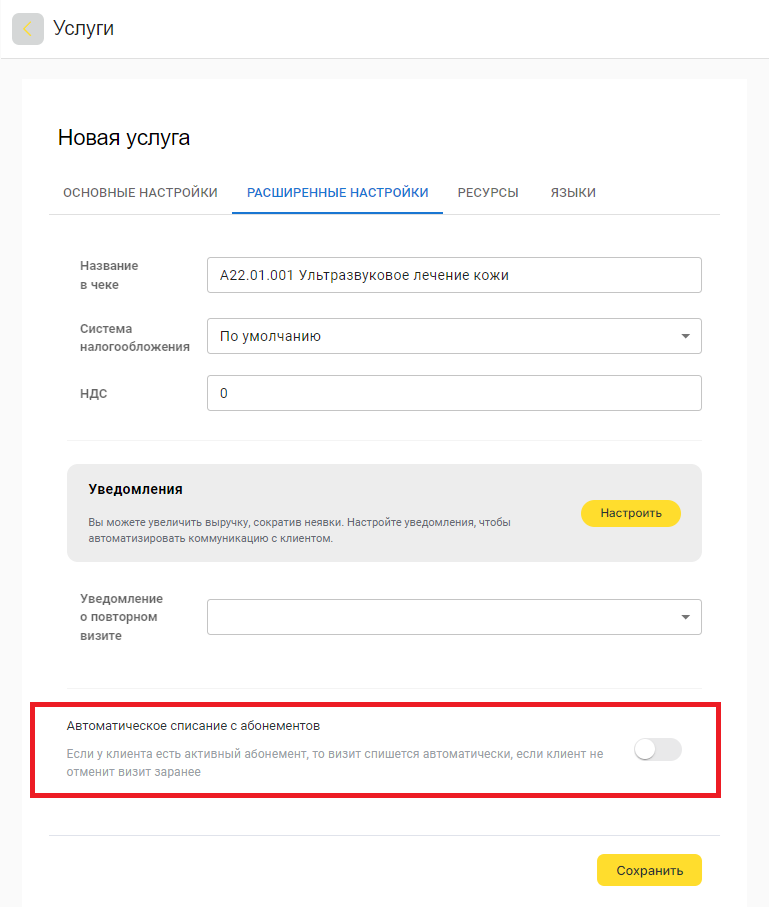 Услуги
Новая услуга
ОСНОВНЫЕ НАСТРОЙКИ
РАСШИРЕННЫЕ НАСТРОЙКИ
РЕСУРСЫ
ЯЗЫКИ
Название
в чеке
A22.01.001 Ультразвуковое лечение кожи
Система
налогообложения
По умолчанию
НДС
0
Уведомления
Вы можете увеличить выручку, сократив неявки. Настройте уведомления, чтобы
автоматизировать коммуникацию с клиентом.
Настроить
Уведомление
о повторном
визите
Автоматическое списание с абонементов
Если у клиента есть активный абонемент, то визит спишется автоматически, если клиент не
отменит визит заранее
Сохранить